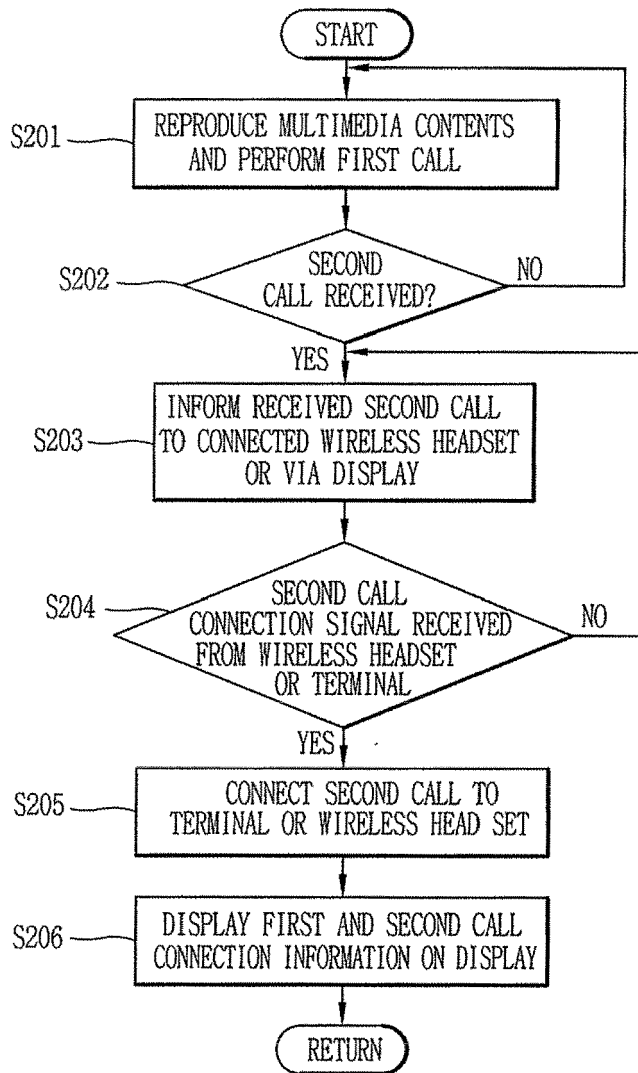 START
S201
REPRODUCE MULTIMEDIA CONTENTS
AND PERFORM FIRST CALL
S202
SECOND
CALL RECEIVED?
NO
YES
S203
INFORM RECEIVED SECOND CALL
TO CONNECTED WIRELESS HEADSET
OR VIA DISPLAY
S204
SECOND CALL
CONNECTION SIGNAL RECEIVED
FROM WIRELESS HEADSET
OR TERMINAL
NO
YES
S205
CONNECT SECOND CALL TO
TERMINAL OR WIRELESS HEAD SET
S206
DISPLAY FIRST AND SECOND CALL
CONNECTION INFORMATION ON DISPLAY
RETURN